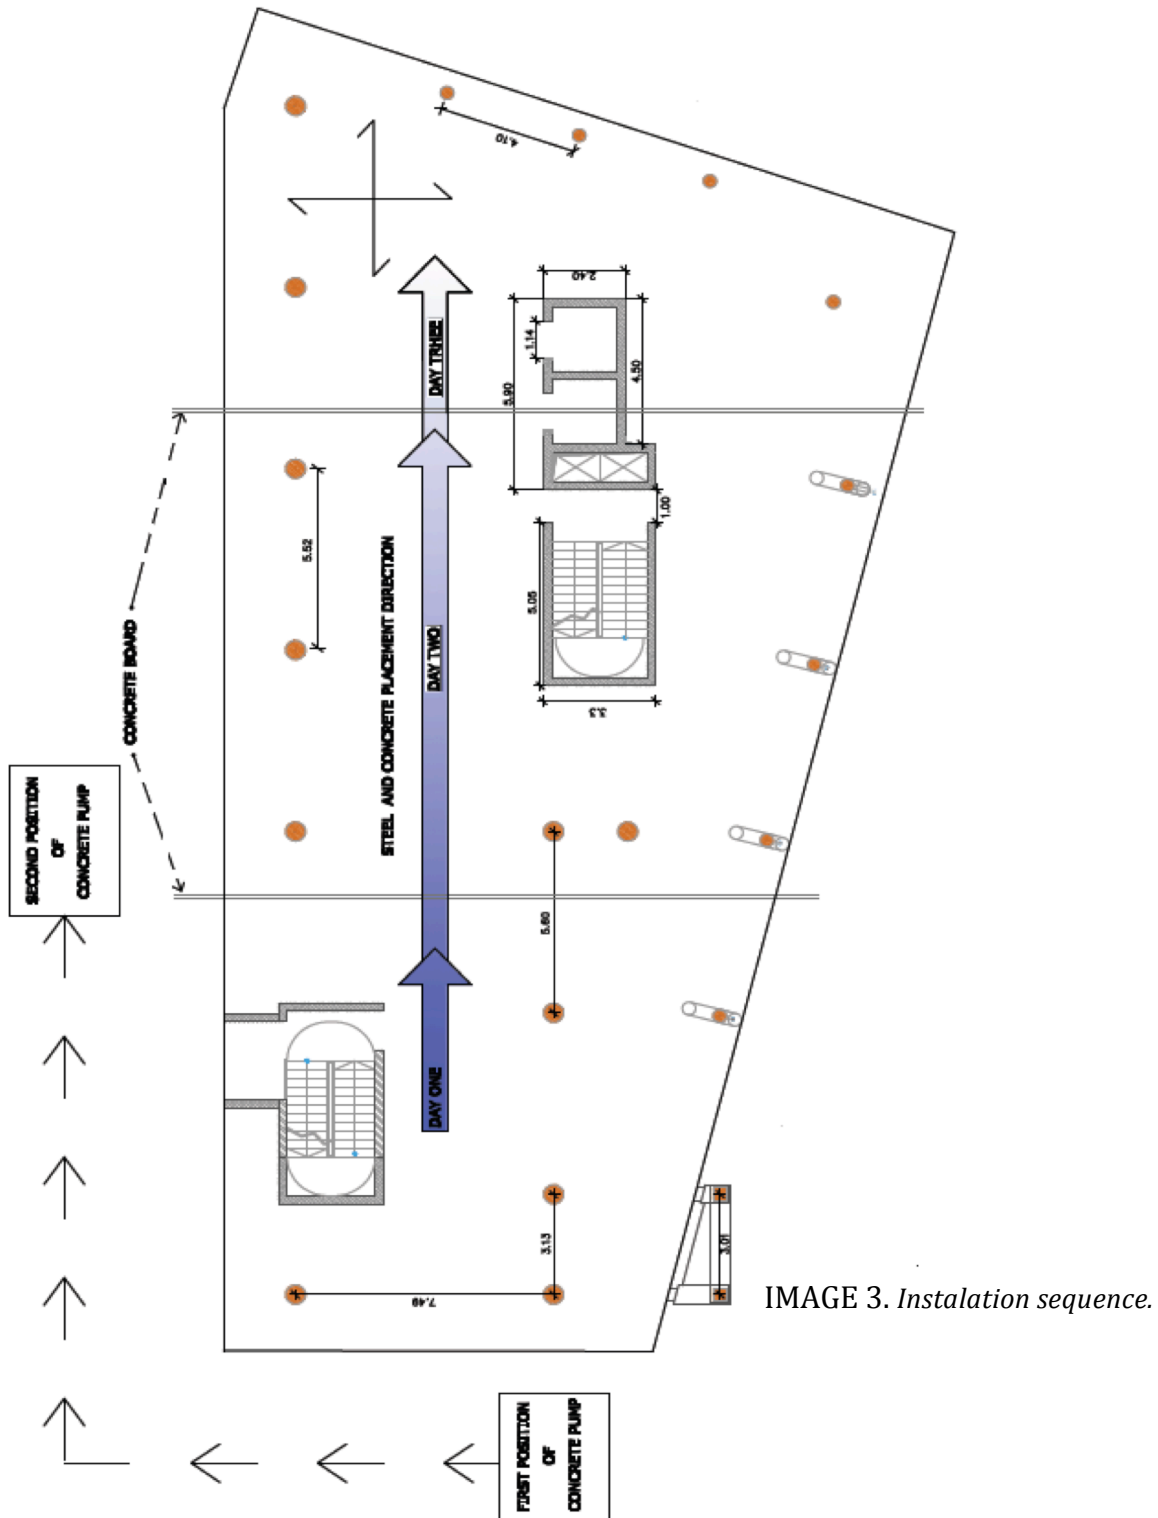 4.10
2.40
1.14
5.90
4.50
DAY TRHEE
5.52
1.00
CONCRETE BOARD
STEEL AND CONCRETE PLACEMENT DIRECTION
DAY TWO
5.05
3.3
SECOND POSITION
OF
CONCRETE PUMP
5.60
DAY ONE
3.13
3.01
7.49
IMAGE 3. Instalation sequence.
FIRST POSITION
OF
CONCRETE PUMP